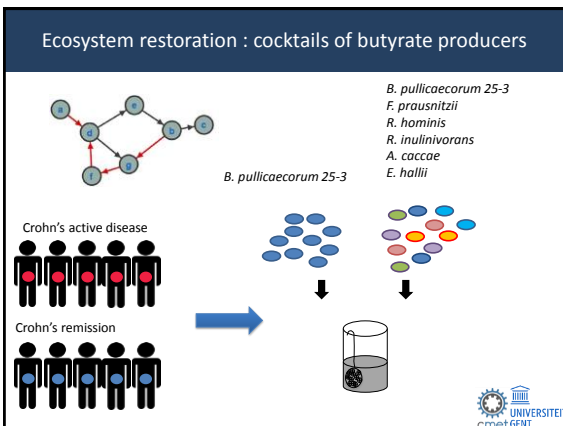 Ecosystem restoration : cocktails of butyrate producers
a
e
d
b
c
g
f
B. pullicaecorum 25-3
B. pullicaecorum 25-3
F. prausnitzii
R. hominis
R. inulinivorans
A. caccae
E. hallii
Crohn's active disease
Crohn's remission
cmet
UNIVERSITEIT
GENT